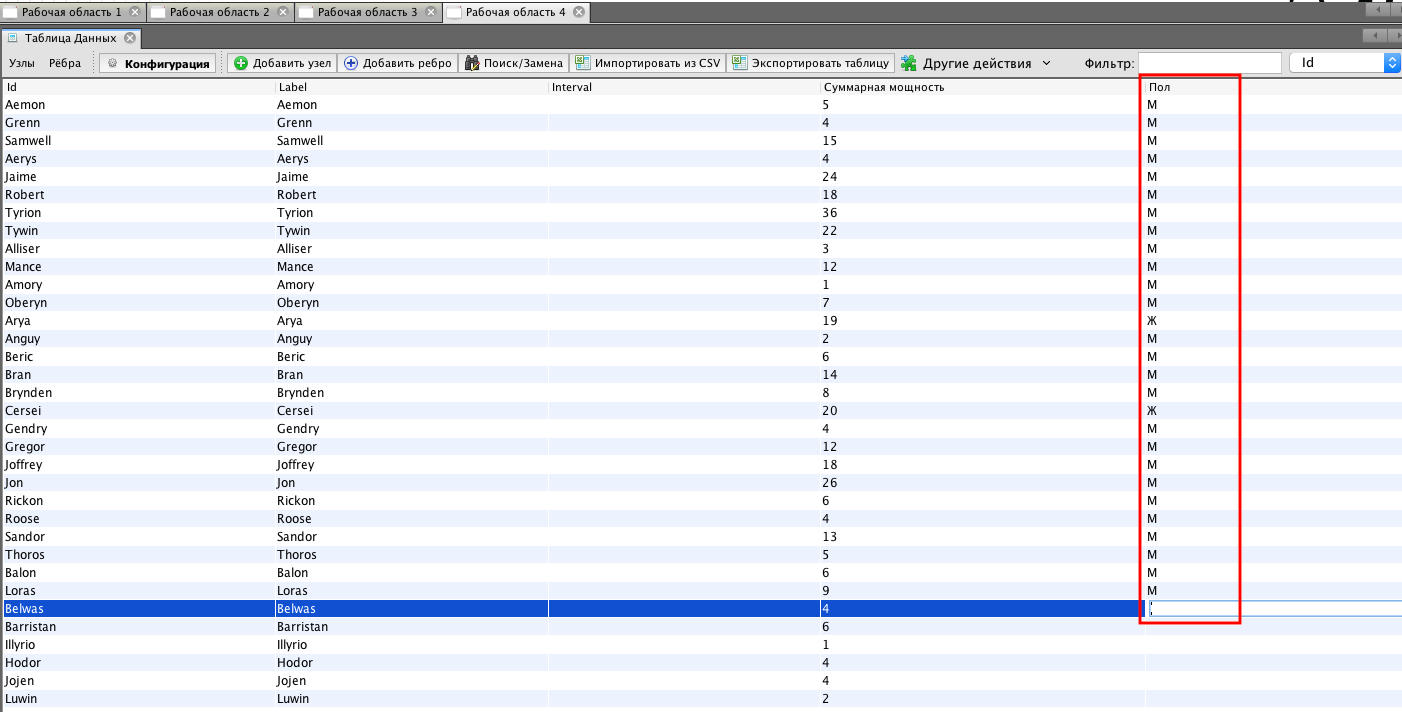 Рабочая область 1 Рабочая область 2 Рабочая область 3 Рабочая область 4
Таблица Данных
Узлы Рёбра Конфигурация Добавить узел Добавить ребро Поиск/Замена Импортировать из CSV Экспортировать таблицу Другие действия Фильтр: Id
Id Label Interval Суммарная мощность Пол
Aemon Aemon 5 М
Grenn Grenn 4 М
Samwell Samwell 15 М
Aerys Aerys 4 М
Jaime Jaime 24 М
Robert Robert 18 М
Tyrion Tyrion 36 М
Tywin Tywin 22 М
Alliser Alliser 3 М
Mance Mance 12 М
Amory Amory 1 М
Oberyn Oberyn 7 М
Arya Arya 19 Ж
Anguy Anguy 2 М
Beric Beric 6 М
Bran Bran 14 М
Brynden Brynden 8 М
Cersei Cersei 20 Ж
Gendry Gendry 4 М
Gregor Gregor 12 М
Joffrey Joffrey 18 М
Jon Jon 26 М
Rickon Rickon 6 М
Roose Roose 4 М
Sandor Sandor 13 М
Thoros Thoros 5 М
Balon Balon 6 М
Loras Loras 9 М
Belwas Belwas 4
Barristan Barristan 6
Illyrio Illyrio 1
Hodor Hodor 4
Jojen Jojen 4
Luwin Luwin 2